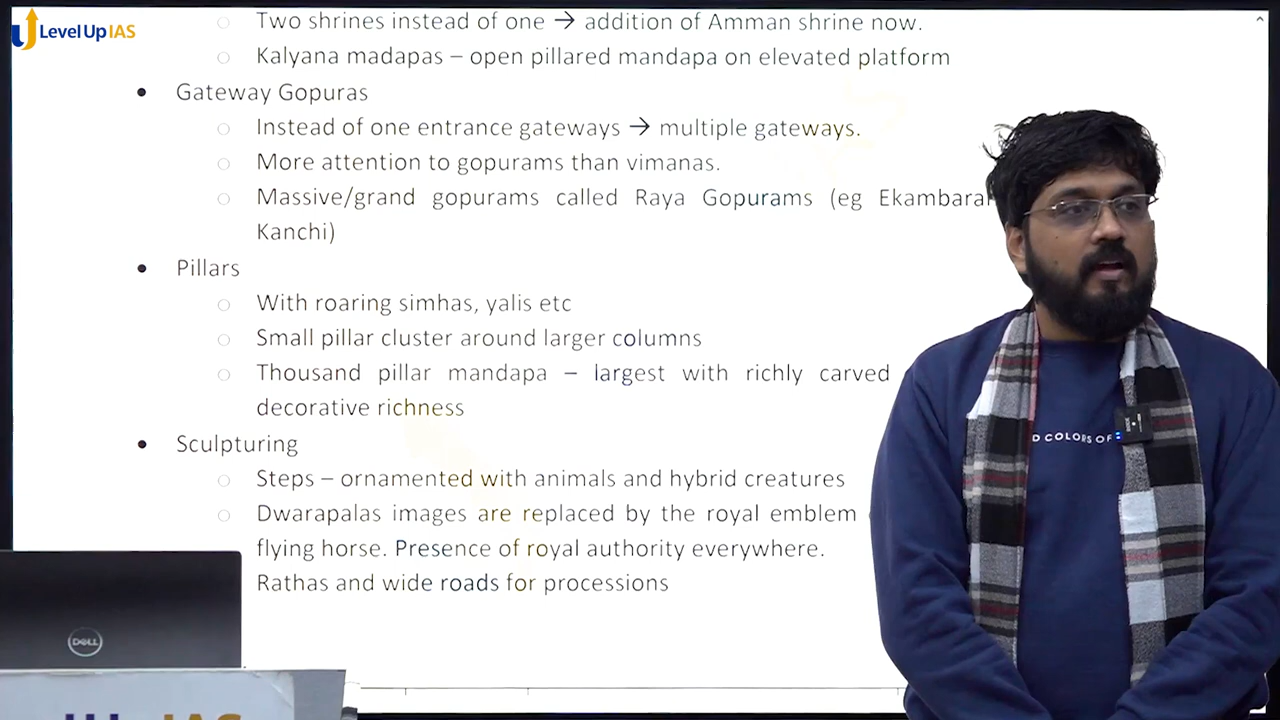 Level Up IAS
○ Two shrines instead of one → addition of Amman shrine now.
○ Kalyana madapas – open pillared mandapa on elevated platform
• Gateway Gopuras
○ Instead of one entrance gateways → multiple gateways.
○ More attention to gopurams than vimanas.
○ Massive/grand gopurams called Raya Gopurams (eg
Kanchi)
• Pillars
○ With roaring simhas, yalis etc
○ Small pillar cluster around larger columns
○ Thousand pillar mandapa – largest with richly carved
decorative richness
• Sculpturing
○ Steps – ornamented with animals and hybrid creatures
○ Dwarapalas images are replaced by the royal emblem
flying horse. Presence of royal authority everywhere.
Rathas and wide roads for processions
D COLORS OF
DELL
IAS